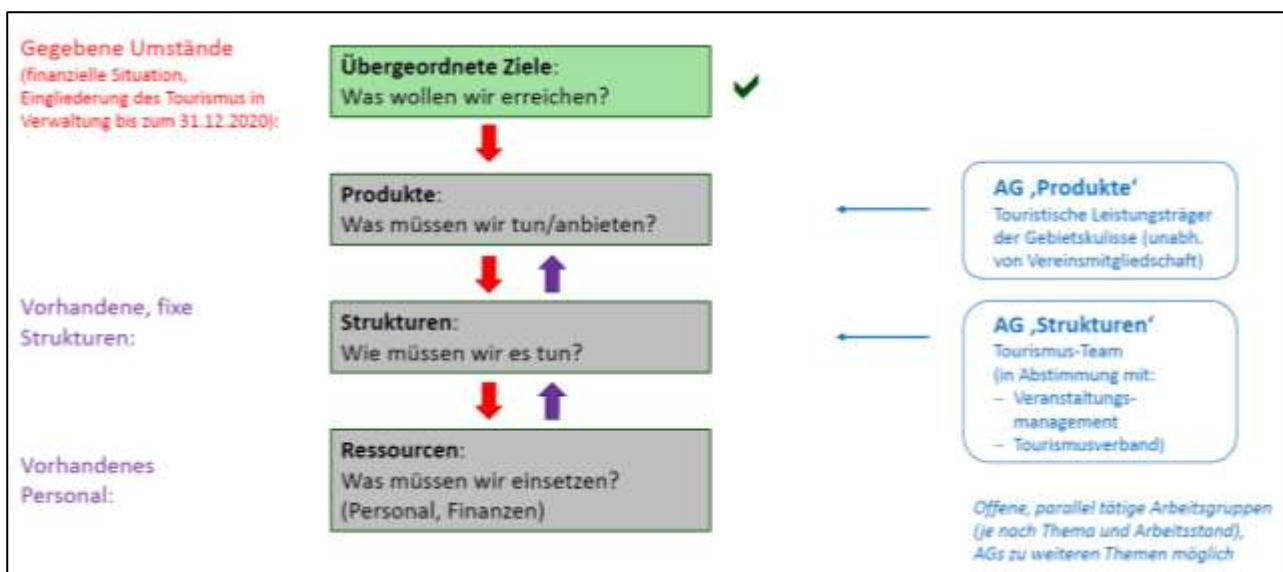 Gegebene Umstände
(finanzielle Situation,
Eingliederung des Tourismus in
Verwaltung bis zum 31.12.2020):
Übergeordnete Ziele:
Was wollen wir erreichen?
Produkte:
Was müssen wir tun/anbieten?
AG ‚Produkte‘
Touristische Leistungsträger
der Gebietskulisse (unabh.
von Vereinsmitgliedschaft)
Vorhandene, fixe
Strukturen:
Strukturen:
Wie müssen wir es tun?
AG ‚Strukturen‘
Tourismus-Team
(in Abstimmung mit:
– Veranstaltungs-
management
– Tourismusverband)
Vorhandenes
Personal:
Ressourcen:
Was müssen wir einsetzen?
(Personal, Finanzen)
Offene, parallel tätige Arbeitsgruppen
(je nach Thema und Arbeitsstand),
AGs zu weiteren Themen möglich